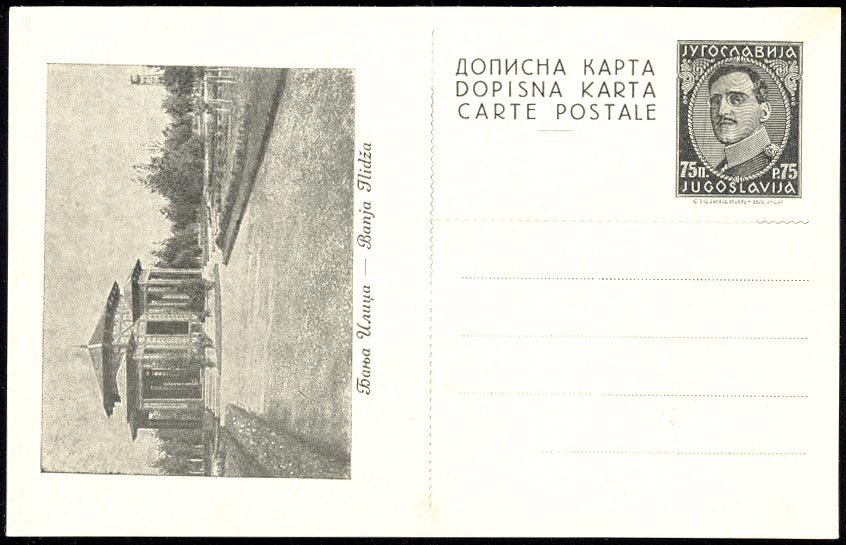 ДОПИСНА КАРТА
DOPISNA KARTA
CARTE POSTALE
ЈУГОСЛАВИЈА
75п. P.75
JUGOSLAVIJA
Бања Илиџа — Banja Ilidža